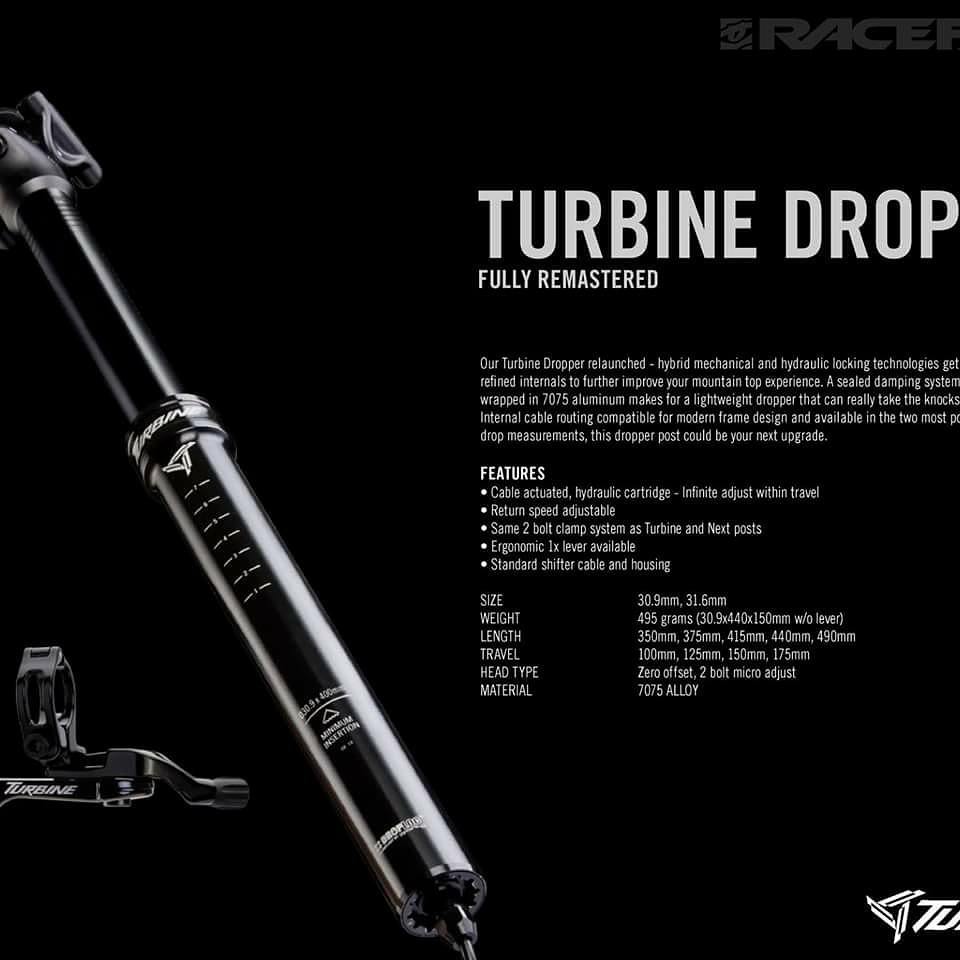 RACEF
TURBINE DROP
FULLY REMASTERED
Our Turbine Dropper relaunched - hybrid mechanical and hydraulic locking technologies get
refined internals to further improve your mountain top experience. A sealed damping system
wrapped in 7075 aluminum makes for a lightweight dropper that can really take the knocks
Internal cable routing compatible for modern frame design and available in the two most po
drop measurements, this dropper post could be your next upgrade.
FEATURES
• Cable actuated, hydraulic cartridge - Infinite adjust within travel
• Return speed adjustable
• Same 2 bolt clamp system as Turbine and Next posts
• Ergonomic 1x lever available
• Standard shifter cable and housing
SIZE 30.9mm, 31.6mm
WEIGHT 495 grams (30.9x440x150mm w/o lever)
LENGTH 350mm, 375mm, 415mm, 440mm, 490mm
TRAVEL 100mm, 125mm, 150mm, 175mm
HEAD TYPE Zero offset, 2 bolt micro adjust
MATERIAL 7075 ALLOY
TURBINE
Ø30.9 x 400mm
MINIMUM
INSERTION
TURBINE
TU